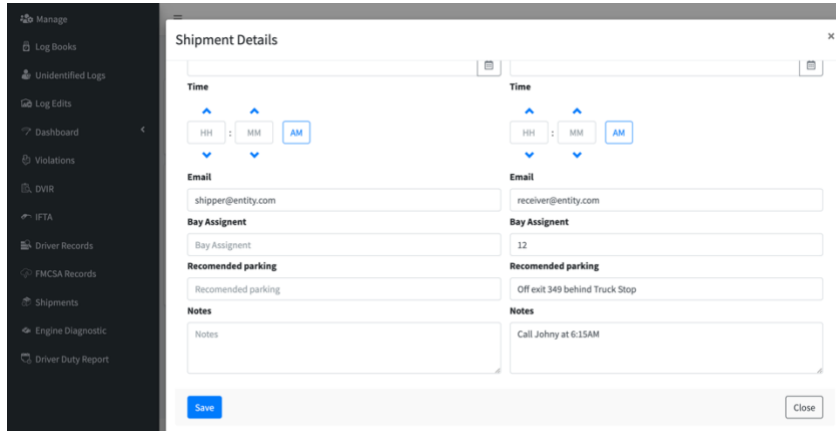 Manage
Log Books
Unidentified Logs
Log Edits
Dashboard
Violations
DVIR
IFTA
Driver Records
FMCSA Records
Shipments
Engine Diagnostic
Driver Duty Report
Shipment Details
×
Time
HH : MM AM
Email
shipper@entity.com
Bay Assignent
Bay Assignent
Recomended parking
Recomended parking
Notes
Notes
Time
HH : MM AM
Email
receiver@entity.com
Bay Assignent
12
Recomended parking
Off exit 349 behind Truck Stop
Notes
Call Johny at 6:15AM
Save
Close